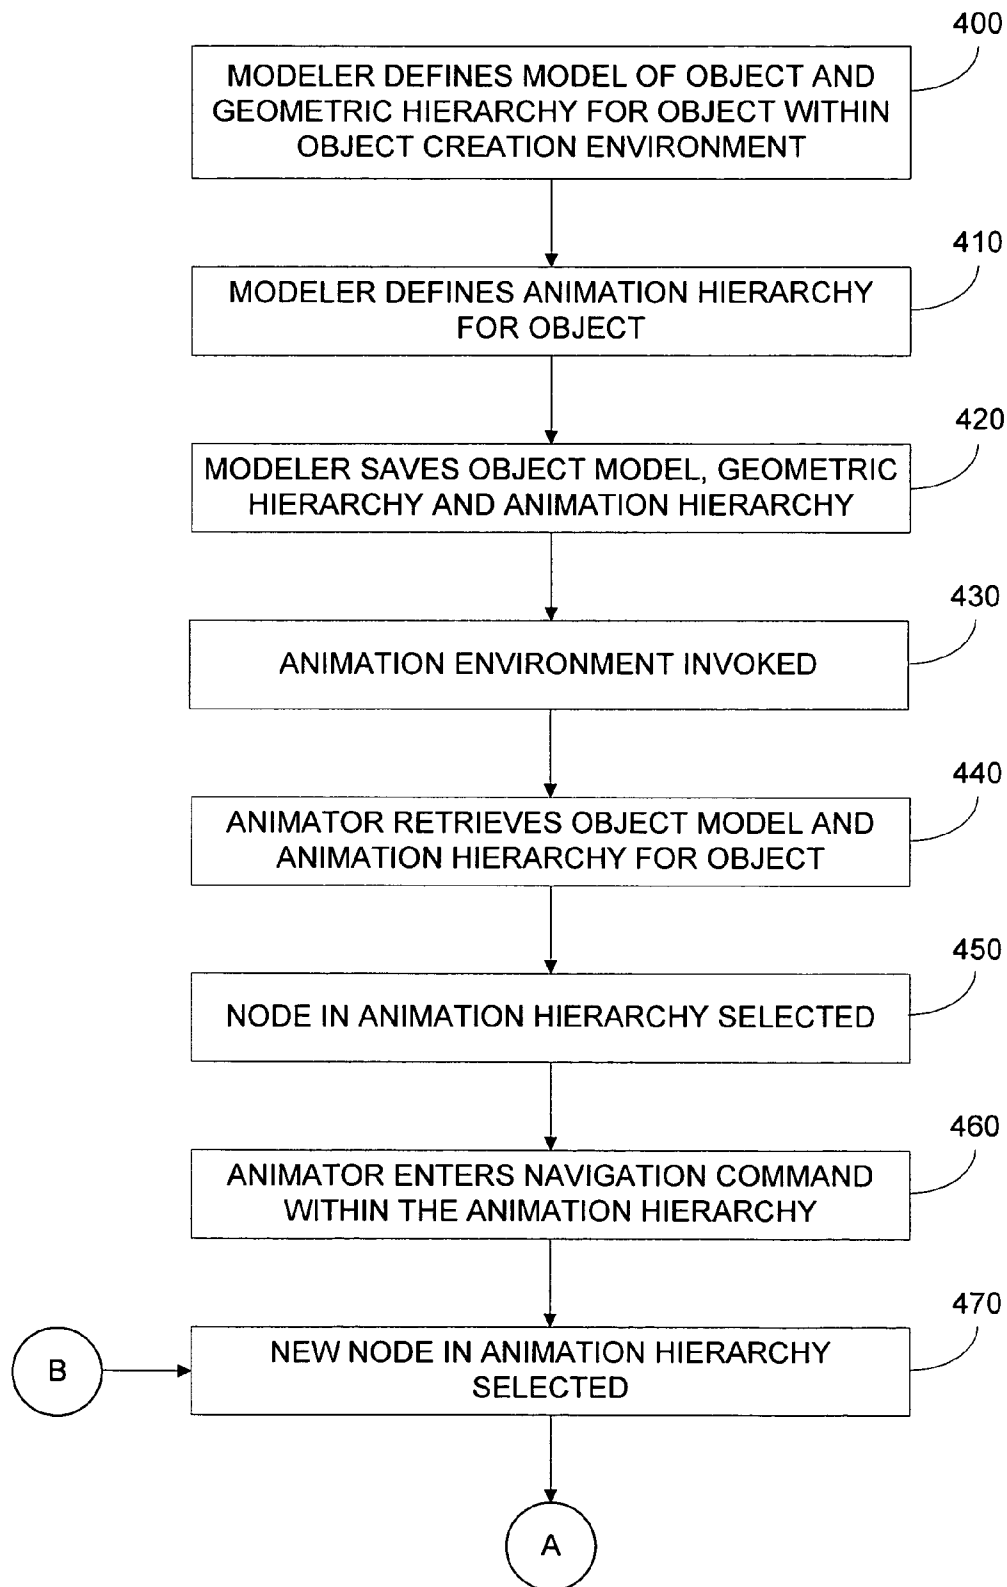 400
MODELER DEFINES MODEL OF OBJECT AND
GEOMETRIC HIERARCHY FOR OBJECT WITHIN
OBJECT CREATION ENVIRONMENT
410
MODELER DEFINES ANIMATION HIERARCHY
FOR OBJECT
420
MODELER SAVES OBJECT MODEL, GEOMETRIC
HIERARCHY AND ANIMATION HIERARCHY
430
ANIMATION ENVIRONMENT INVOKED
440
ANIMATOR RETRIEVES OBJECT MODEL AND
ANIMATION HIERARCHY FOR OBJECT
450
NODE IN ANIMATION HIERARCHY SELECTED
460
ANIMATOR ENTERS NAVIGATION COMMAND
WITHIN THE ANIMATION HIERARCHY
470
B
NEW NODE IN ANIMATION HIERARCHY
SELECTED
A